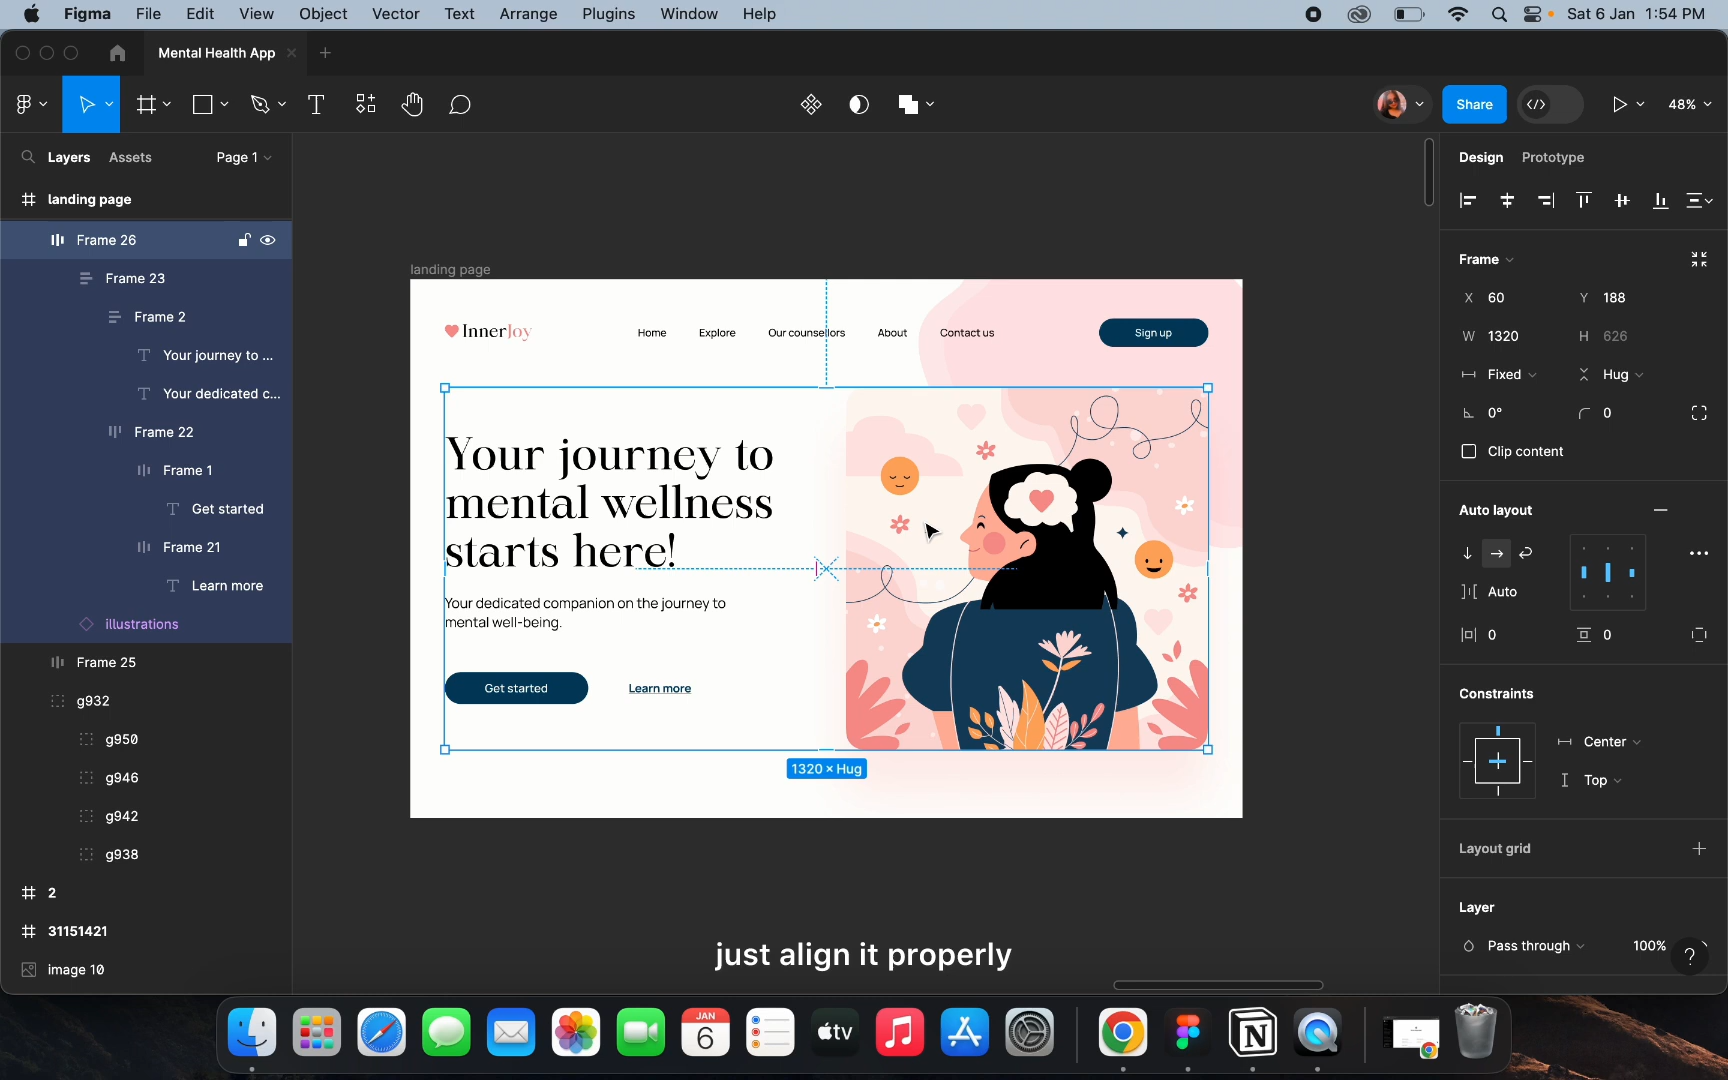 Figma File Edit View Object Vector Text Arrange Plugins Window Help Sat 6 Jan 1:54 PM
Mental Health App
Share 48%
Layers Assets Page 1
landing page
Frame 26
Frame 23
Frame 2
Your journey to ...
Your dedicated c...
Frame 22
Frame 1
Get started
Frame 21
Learn more
illustrations
Frame 25
g932
g950
g946
g942
g938
2
31151421
image 10
landing page
InnerJoy Home Explore Our counsellors About Contact us Sign up
Your journey to
mental wellness
starts here!
Your dedicated companion on the journey to
mental well-being.
Get started Learn more
1320 × Hug
just align it properly
Design Prototype
Frame
X 60 Y 188
W 1320 H 626
Fixed Hug
0° 0
Clip content
Auto layout
Auto
0 0
Constraints
Center
Top
Layout grid
Layer
Pass through 100%
?
JAN
6
tv